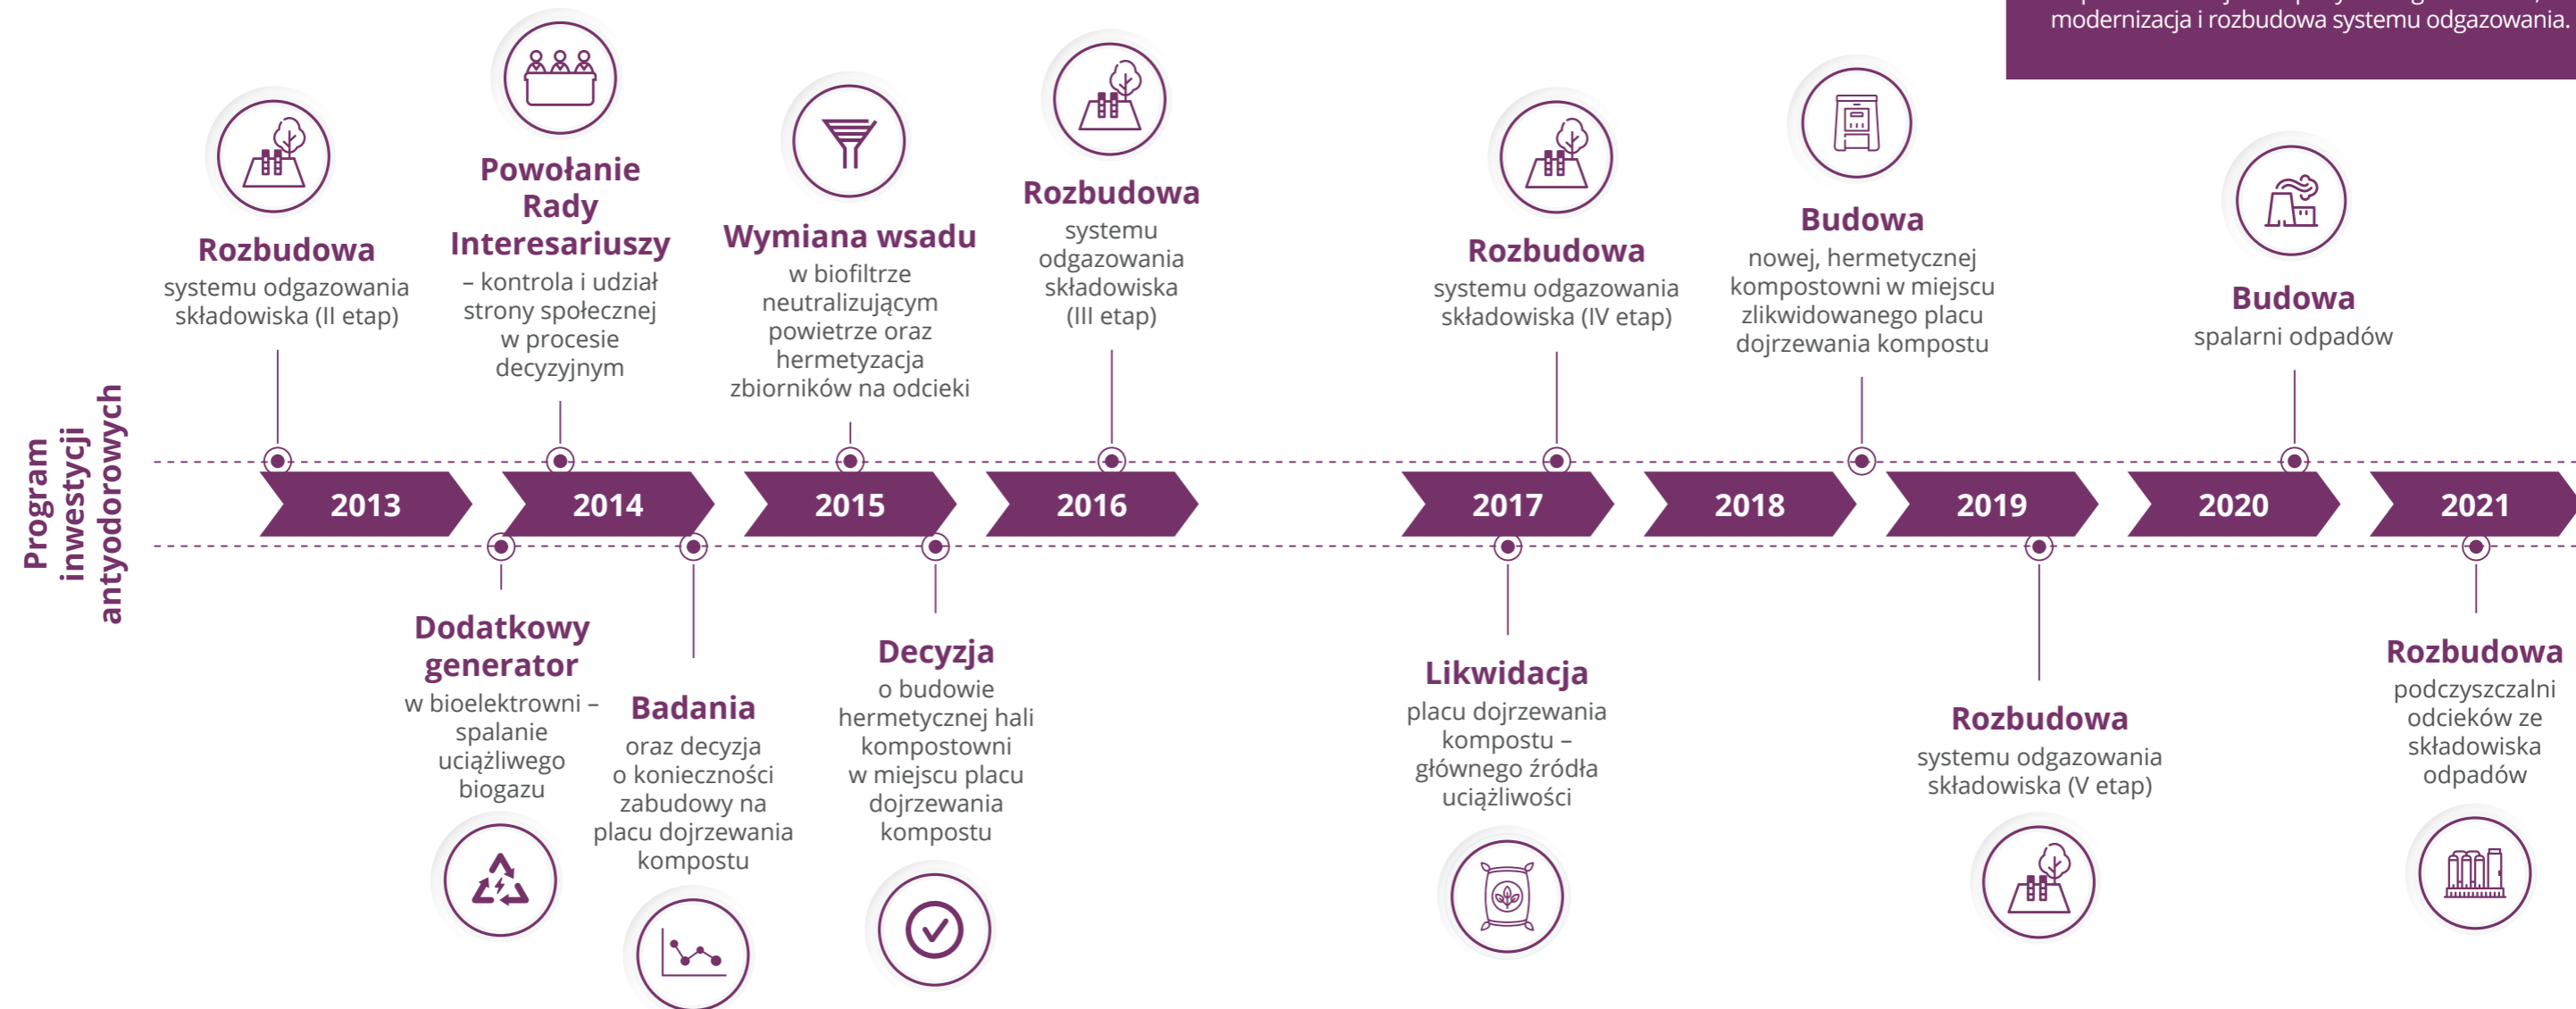 modernizacja i rozbudowa systemu odgazowania.
Program
inwestycji
antyodorowych
Rozbudowa
systemu odgazowania
składowiska (II etap)
Powołanie
Rady
Interesariuszy
– kontrola i udział
strony społecznej
w procesie
decyzyjnym
Wymiana wsadu
w biofiltrze
neutralizującym
powietrze oraz
hermetyzacja
zbiorników na odcieki
Rozbudowa
systemu
odgazowania
składowiska
(III etap)
Rozbudowa
systemu odgazowania
składowiska (IV etap)
Budowa
nowej, hermetycznej
kompostowni w miejscu
zlikwidowanego placu
dojrzewania kompostu
Budowa
spalarni odpadów
2013
2014
2015
2016
2017
2018
2019
2020
2021
Dodatkowy
generator
w bioelektrowni –
spalanie
uciążliwego
biogazu
Badania
oraz decyzja
o konieczności
zabudowy na
placu dojrzewania
kompostu
Decyzja
o budowie
hermetycznej hali
kompostowni
w miejscu placu
dojrzewania
kompostu
Likwidacja
placu dojrzewania
kompostu –
głównego źródła
uciążliwości
Rozbudowa
systemu odgazowania
składowiska (V etap)
Rozbudowa
podczyszczalni
odcieków ze
składowiska
odpadów